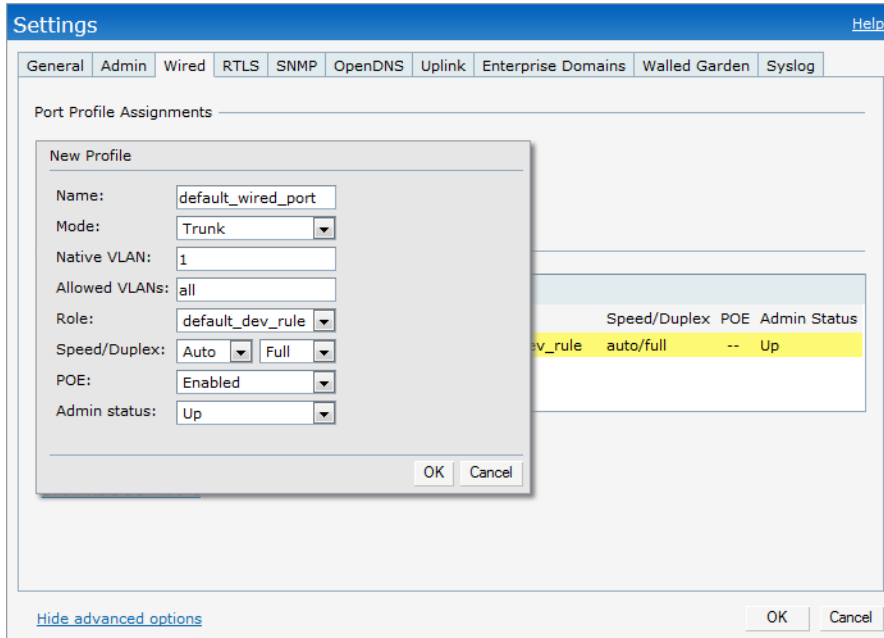 Settings
Help
General Admin Wired RTLS SNMP OpenDNS Uplink Enterprise Domains Walled Garden Syslog
Port Profile Assignments
New Profile
Name: default_wired_port
Mode: Trunk
Native VLAN: 1
Allowed VLANs: all
Role: default_dev_rule
Speed/Duplex: Auto Full
POE: Enabled
Admin status: Up
OK Cancel
Speed/Duplex POE Admin Status
ev_rule auto/full -- Up
Hide advanced options
OK Cancel